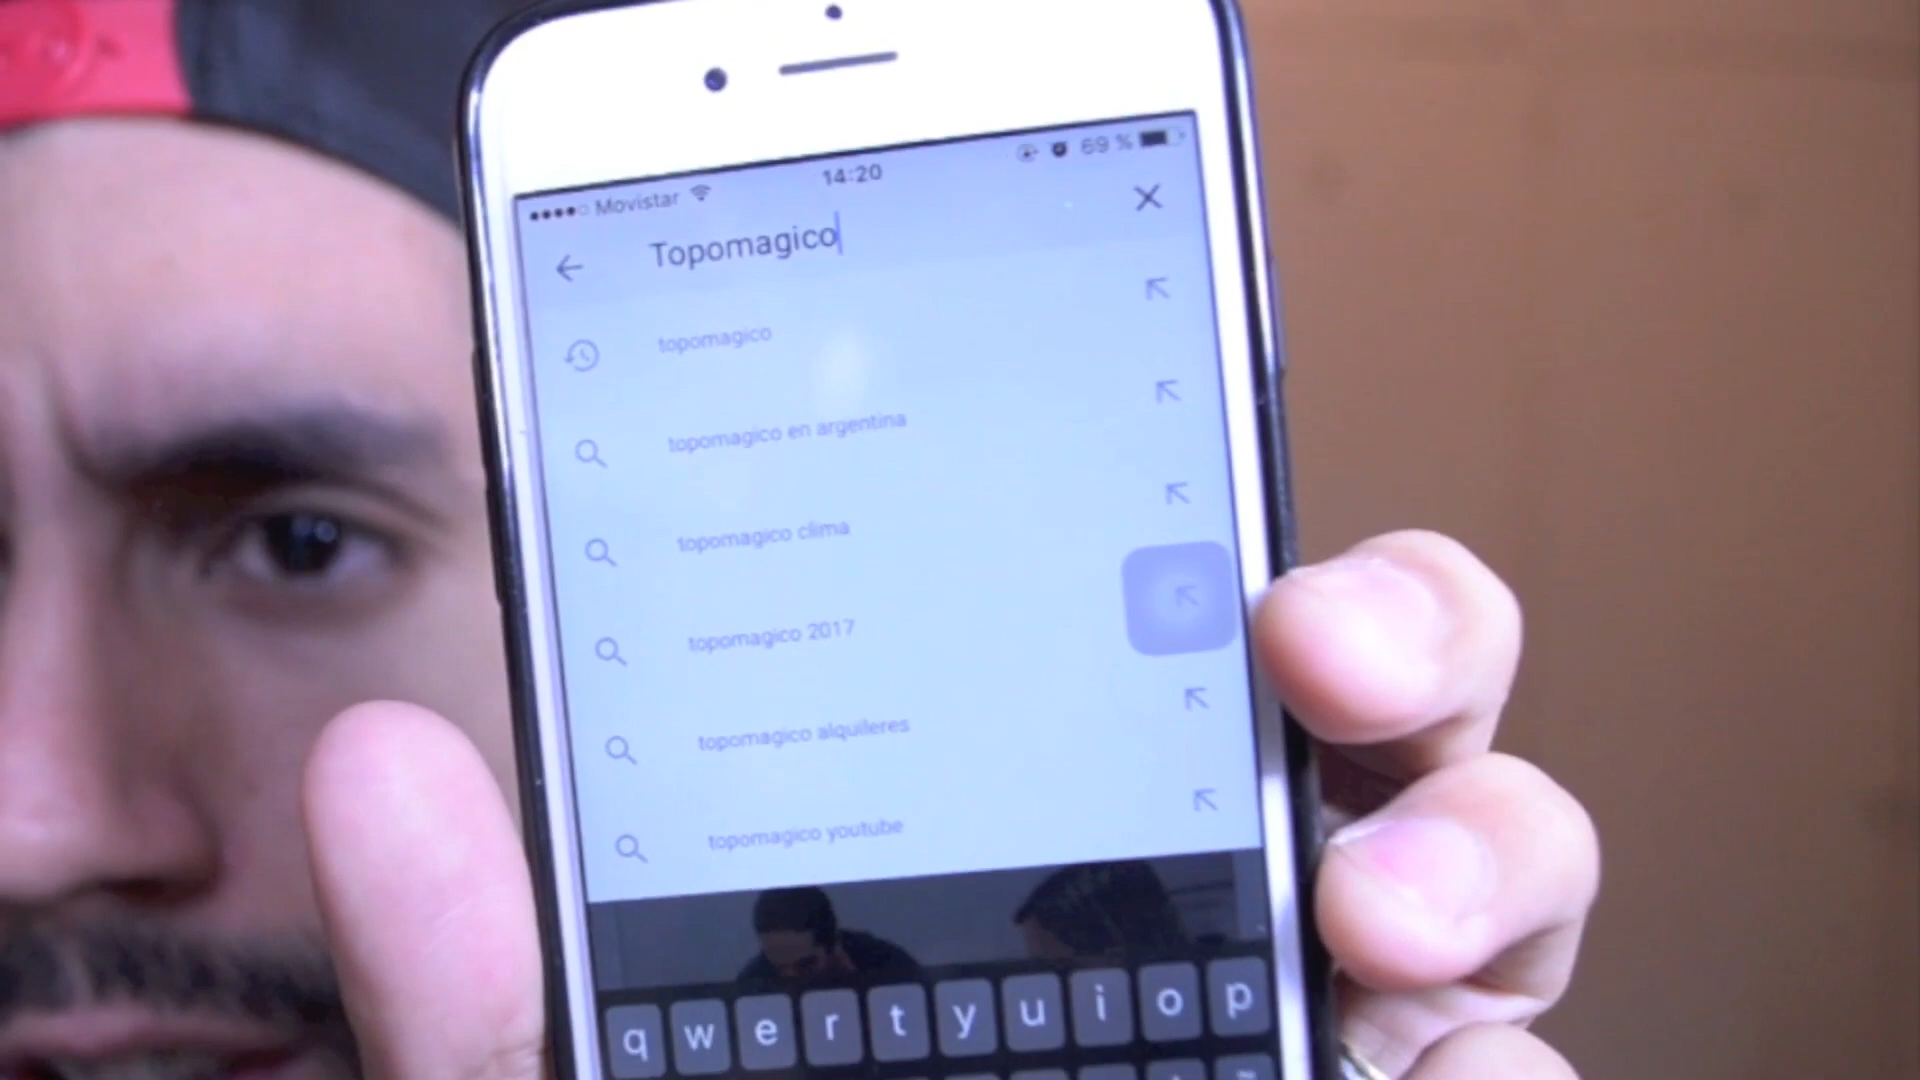 Movistar 14:20 69 %
Topomagico
topomagico
topomagico en argentina
topomagico clima
topomagico 2017
topomagico alquileres
topomagico youtube
q w e r t y u i o p